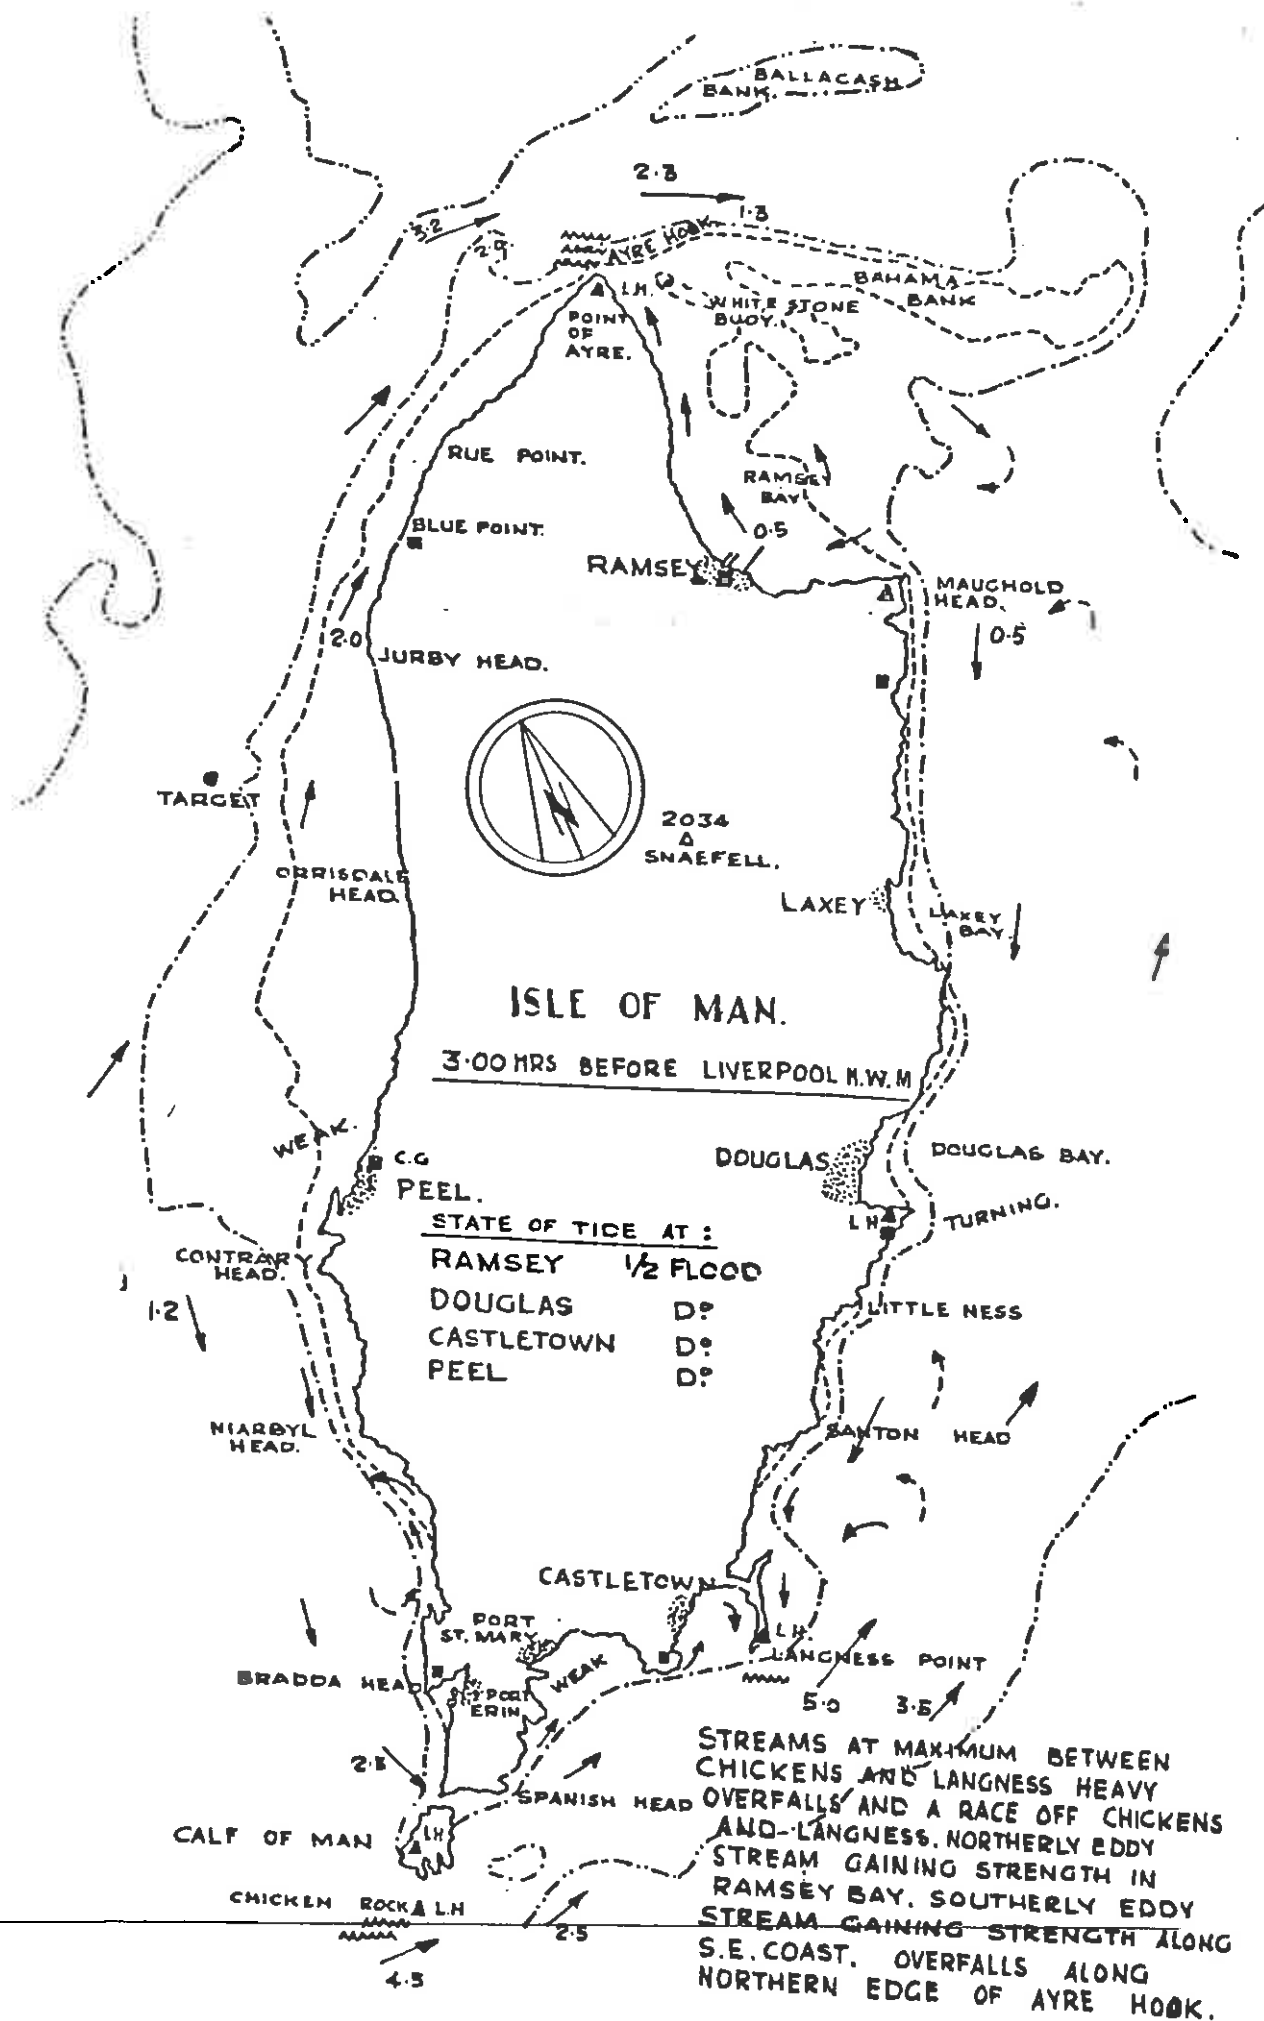 BALLACASH
BANK.
2·3
1·3
3·2
2·9
AYRE HOOK
L.H.
BAHAMA
BANK
WHITE STONE
BUOY.
POINT
OF
AYRE.
RUE POINT.
RAMSEY
BAY
BLUE POINT.
0·5
RAMSEY
MAUGHOLD
HEAD.
0·5
2·0
JURBY HEAD.
TARGET
N
2034
SNAEFELL.
ORRISDALE
HEAD.
LAXEY
LAXEY
BAY.
ISLE OF MAN.
3·00 HRS BEFORE LIVERPOOL H.W.M
WEAK.
C.G
PEEL.
DOUGLAS
DOUGLAS BAY.
L H
TURNING.
STATE OF TICE AT :
RAMSEY 1/2 FLOOD
DOUGLAS Dº
CASTLETOWN Dº
PEEL Dº
CONTRARY
HEAD.
1·2
LITTLE NESS
NIARBYL
HEAD.
SANTON HEAD
CASTLETOWN
PORT
ST. MARY
L.H.
LANGNESS POINT
WEAK
BRADDA HEAD
PORT
ERIN
5·0
3·5
2·3
SPANISH HEAD
CALF OF MAN
LH
CHICKEN ROCK L.H
2·5
4·3
STREAMS AT MAXIMUM BETWEEN
CHICKENS AND LANGNESS HEAVY
OVERFALLS AND A RACE OFF CHICKENS
AND LANGNESS. NORTHERLY EDDY
STREAM GAINING STRENGTH IN
RAMSEY BAY. SOUTHERLY EDDY
STREAM GAINING STRENGTH ALONG
S.E. COAST. OVERFALLS ALONG
NORTHERN EDGE OF AYRE HOOK.